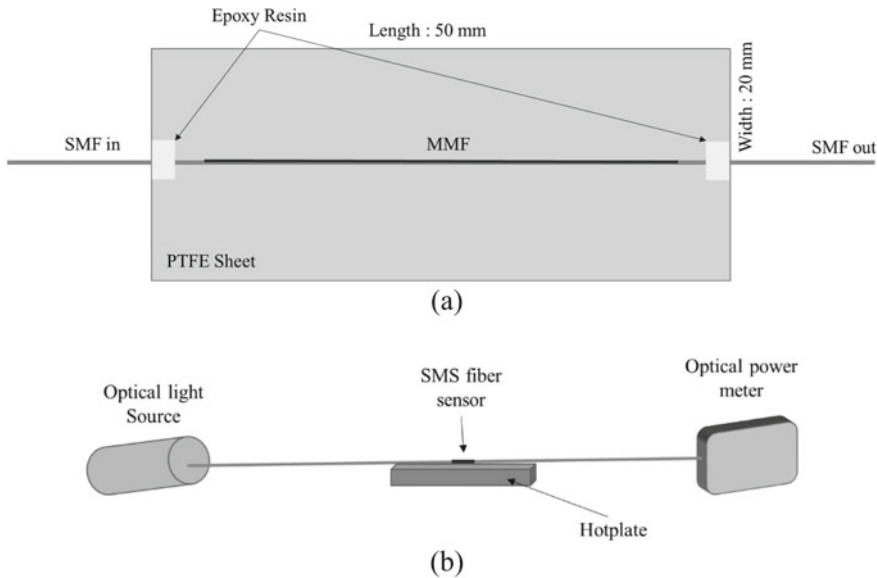 Epoxy Resin
Length : 50 mm
Width : 20 mm
SMF in
MMF
SMF out
PTFE Sheet
(a)
Optical light
Source
SMS fiber
sensor
Optical power
meter
Hotplate
(b)